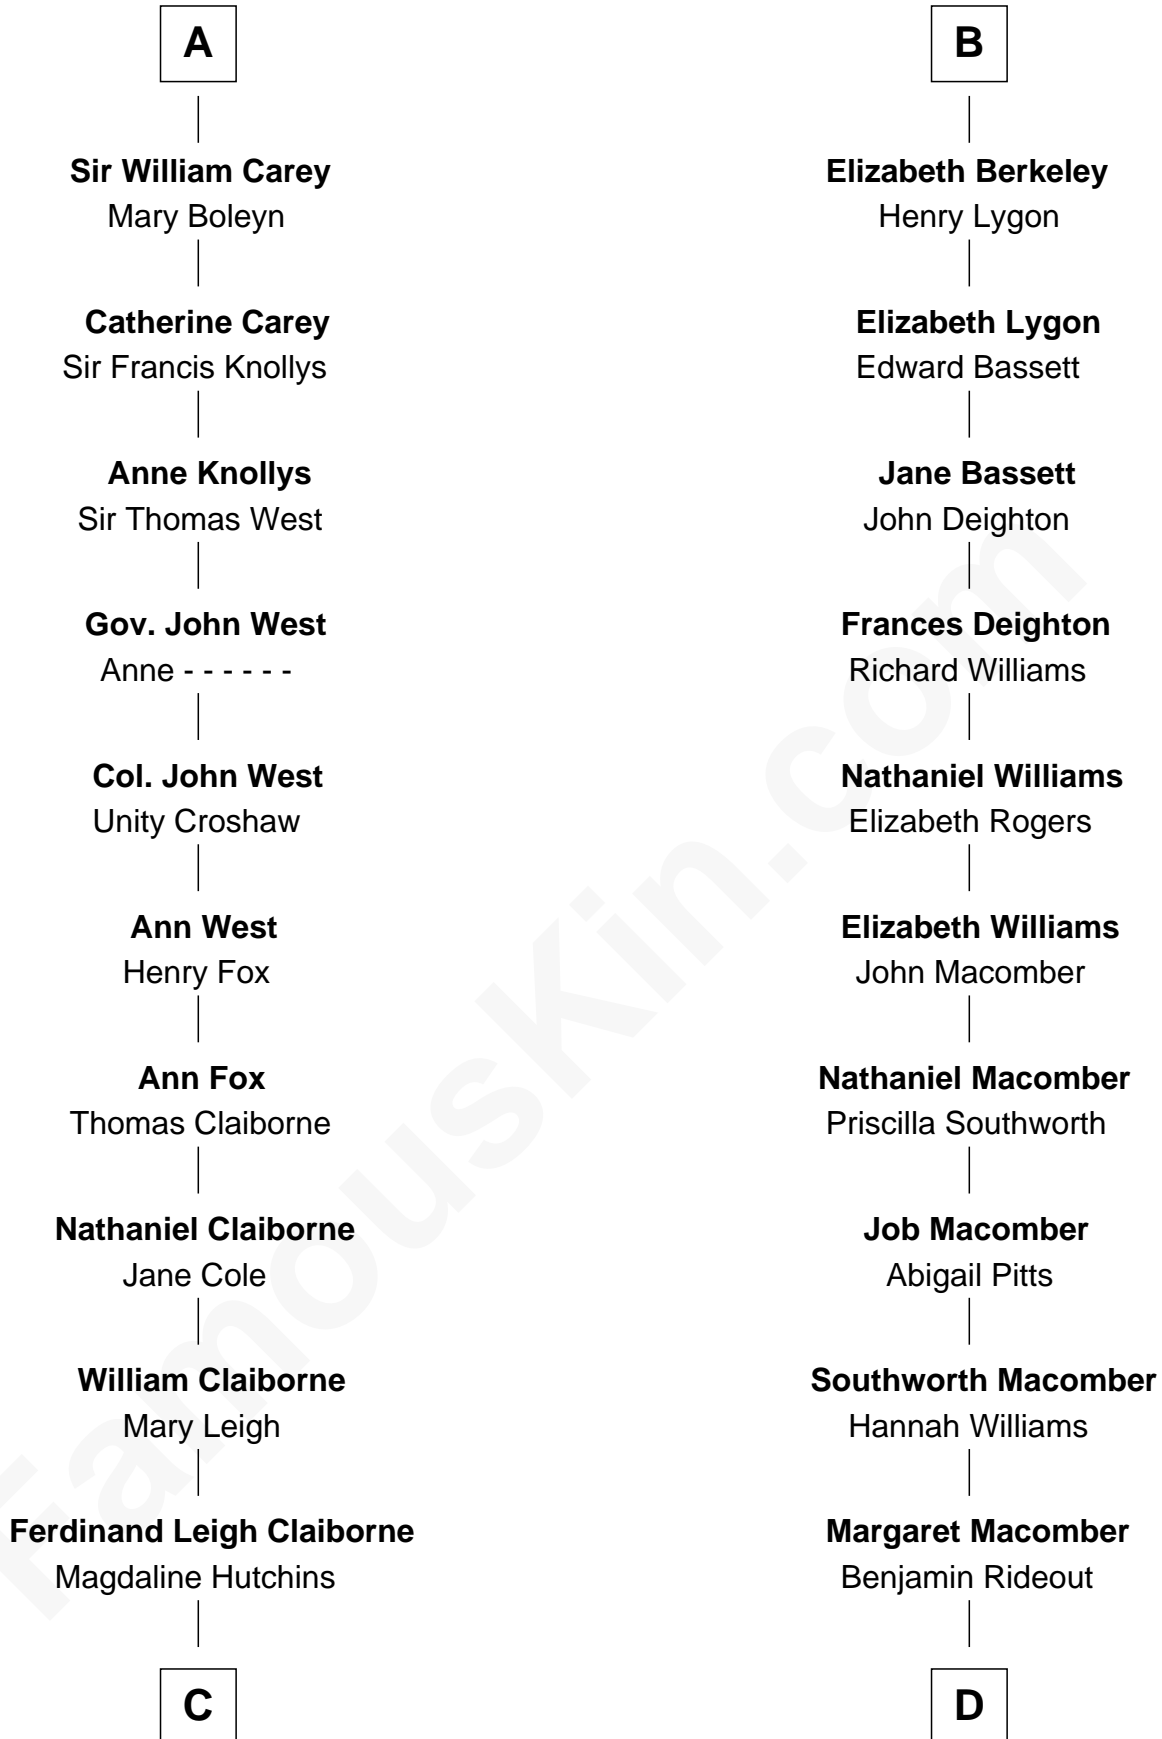 A
Sir William Carey
Mary Boleyn
Catherine Carey
Sir Francis Knollys
Anne Knollys
Sir Thomas West
Gov. John West
Anne - - - - - -
Col. John West
Unity Croshaw
Ann West
Henry Fox
Ann Fox
Thomas Claiborne
Nathaniel Claiborne
Jane Cole
William Claiborne
Mary Leigh
Ferdinand Leigh Claiborne
Magdaline Hutchins
C
B
Elizabeth Berkeley
Henry Lygon
Elizabeth Lygon
Edward Bassett
Jane Bassett
John Deighton
Frances Deighton
Richard Williams
Nathaniel Williams
Elizabeth Rogers
Elizabeth Williams
John Macomber
Nathaniel Macomber
Priscilla Southworth
Job Macomber
Abigail Pitts
Southworth Macomber
Hannah Williams
Margaret Macomber
Benjamin Rideout
D
FamousKin.com